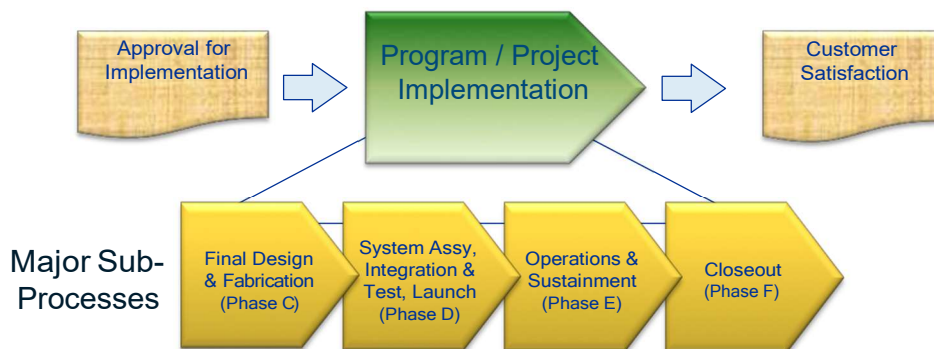 Approval for
Implementation
Program / Project
Implementation
Customer
Satisfaction
Major Sub-
Processes
Final Design
& Fabrication
(Phase C)
System Assy,
Integration &
Test, Launch
(Phase D)
Operations &
Sustainment
(Phase E)
Closeout
(Phase F)